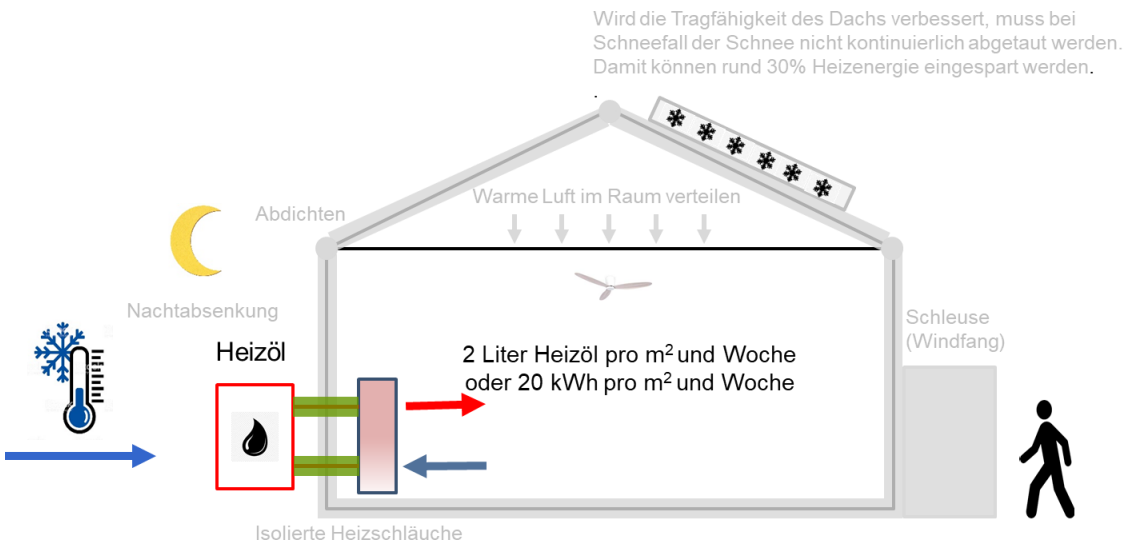 Wird die Tragfähigkeit des Dachs verbessert, muss bei
Schneefall der Schnee nicht kontinuierlich abgetaut werden.
Damit können rund 30% Heizenergie eingespart werden.
.
Warme Luft im Raum verteilen
Abdichten
Nachtabsenkung
Schleuse
(Windfang)
Heizöl
2 Liter Heizöl pro m² und Woche
oder 20 kWh pro m² und Woche
Isolierte Heizschläuche